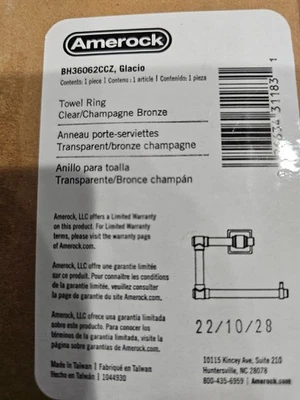 Amerock
BH36062CCZ, Glacio
Contents: 1 piece | Contenu: 1 article | Contenido: 1 pieza
Towel Ring
Clear/Champagne Bronze
Anneau porte-serviettes
Transparent/bronze champagne
Anillo para toalla
Transparente/Bronce champán
Amerock, LLC offers a Limited Warranty
on this product. For Limited Warranty
terms, please visit the warranty page
of Amerock.com.
Amerock, LLC offre une garantie limitée
sur ce produit. Pour connaître les conditions
de la garantie limitée, veuillez consulter
la page de garantie du site Amerock.com.
Amerock, LLC ofrece una garantía limitada
sobre este producto. Para conocer los
términos de la garantía limitada, visite la
página sobre garantías de Amerock.com.
Made in Taiwan | Fabriqué en Taïwan
Hecho en Taiwán | 1044930
22/10/28
10115 Kincey Ave, Suite 210
Huntersville, NC 28078
800-435-6959 | Amerock.com